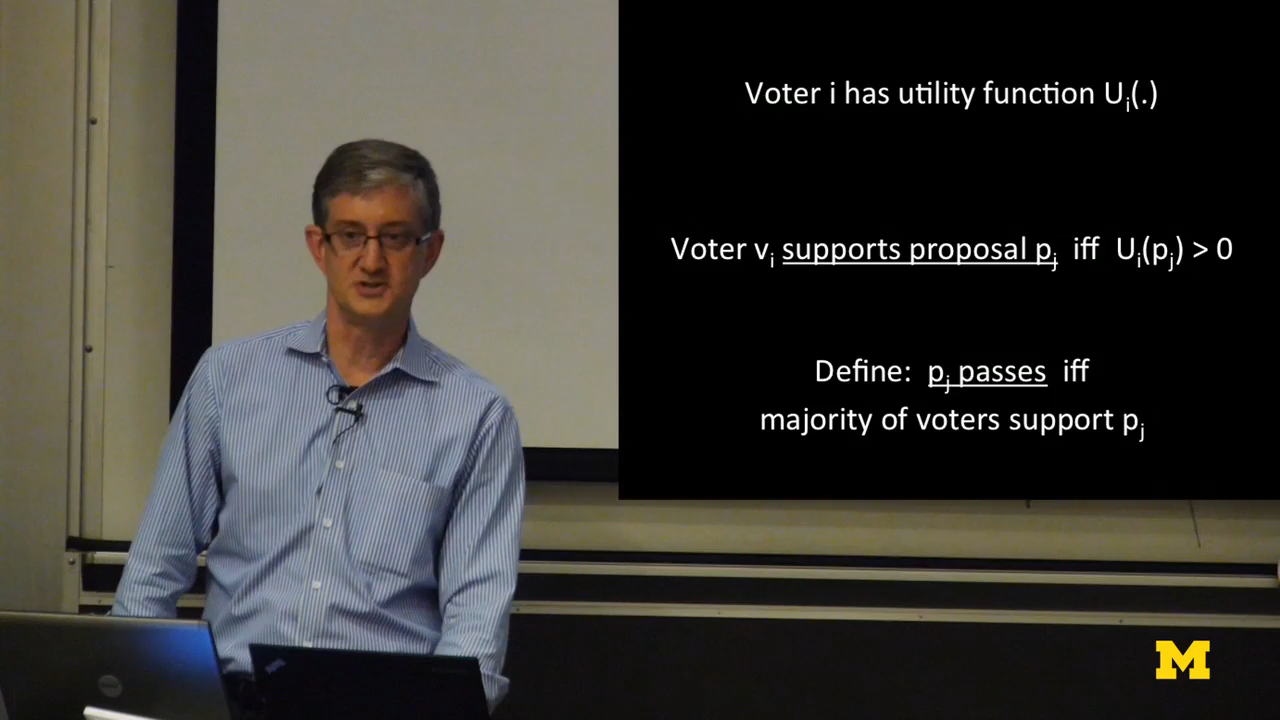 Voter i has utility function Uᵢ(.)
Voter vᵢ supports proposal pⱼ iff Uᵢ(pⱼ) > 0
Define: pⱼ passes iff
majority of voters support pⱼ
M